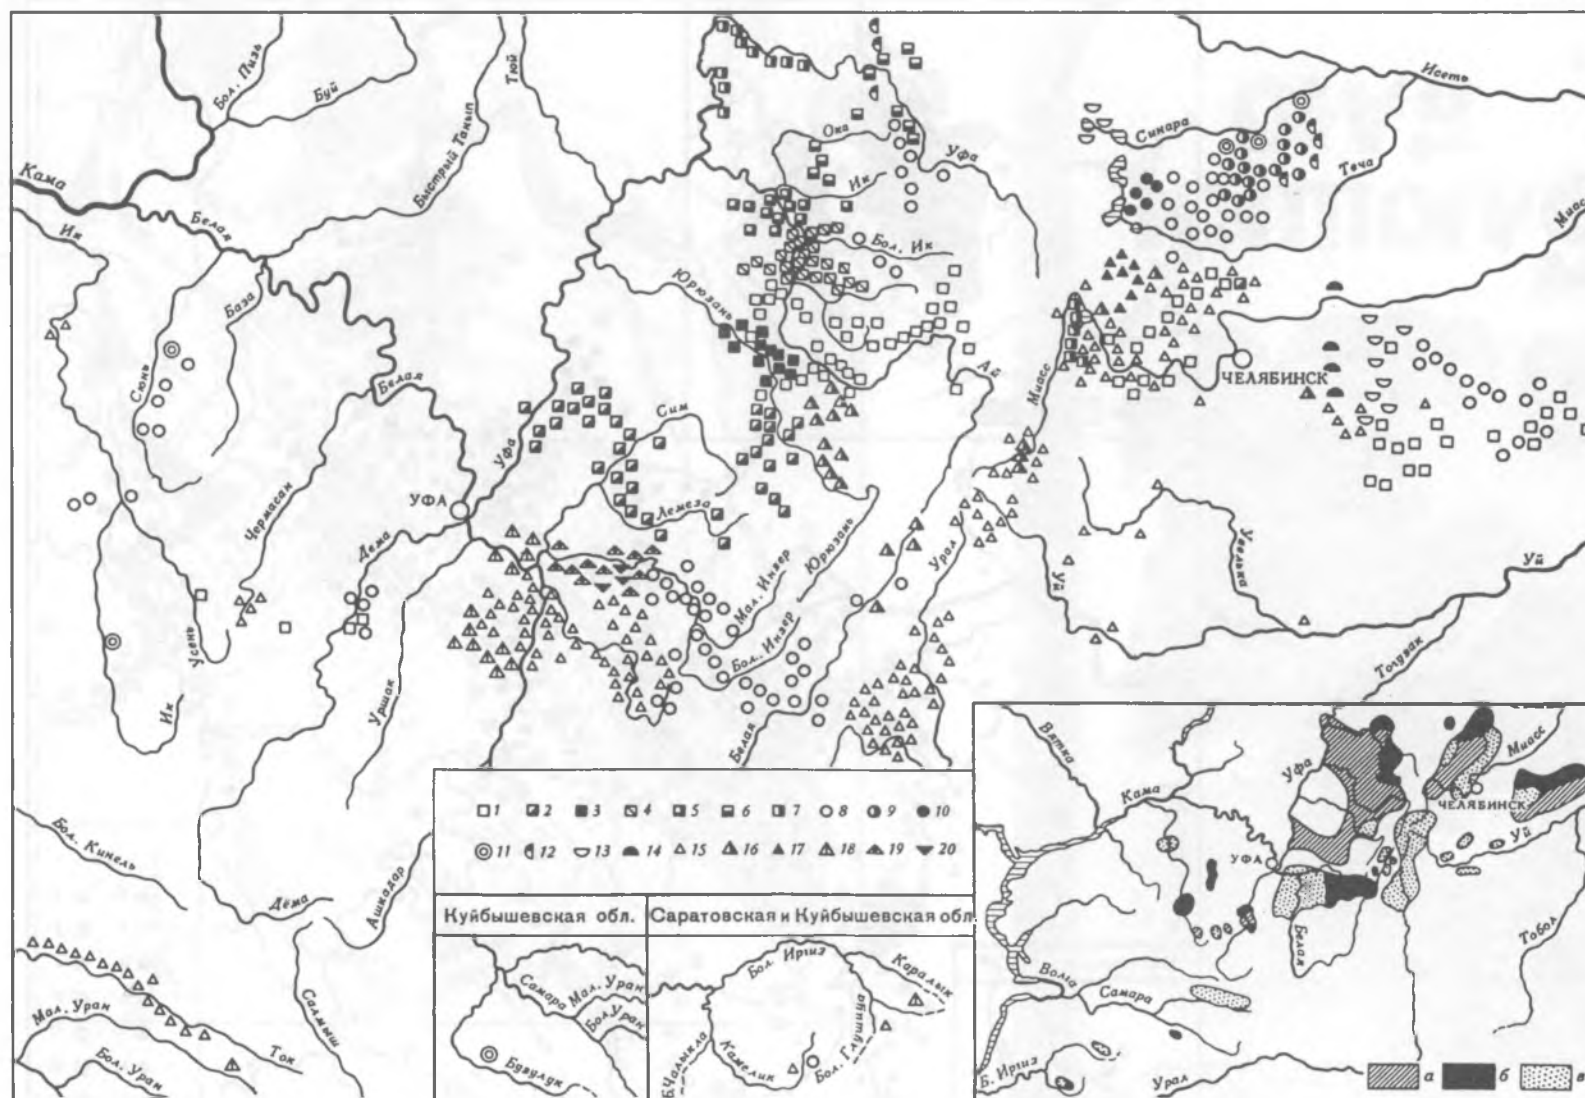 Бол. Пизь
Буй
Тюй
Быстрый Танып
Кама
Белая
Ик
База
Сюнь
Белая
Чермасан
УФА
Уфа
Дема
Усень
Ик
Уршак
Ока
Ик
Уфа
Бол. Ик
Юрюзань
Ай
Сим
Лемеза
Мал. Инзер
Юрюзань
Бол. Инзер
Белая
Урал
Миасс
Исеть
Синара
Теча
Миасс
ЧЕЛЯБИНСК
Увелька
Уй
Уй
Тогузак
Бол. Кинель
Дёма
Ашкадар
Салмыш
Мал. Уран
Бол. Уран
Ток
1 2 3 4 5 6 7 8 9 10
11 12 13 14 15 16 17 18 19 20
Куйбышевская обл.
Саратовская и Куйбышевская обл.
Самара
Мал. Уран
Бол. Уран
Бузулук
Бол. Иргиз
Каралык
Бол. Глушица
Камелик
Б. Чалыкла
Вятка
Кама
Уфа
УФА
Белая
Миасс
ЧЕЛЯБИНСК
Уй
Тобол
Волга
Самара
Б. Иргиз
Урал
а б в